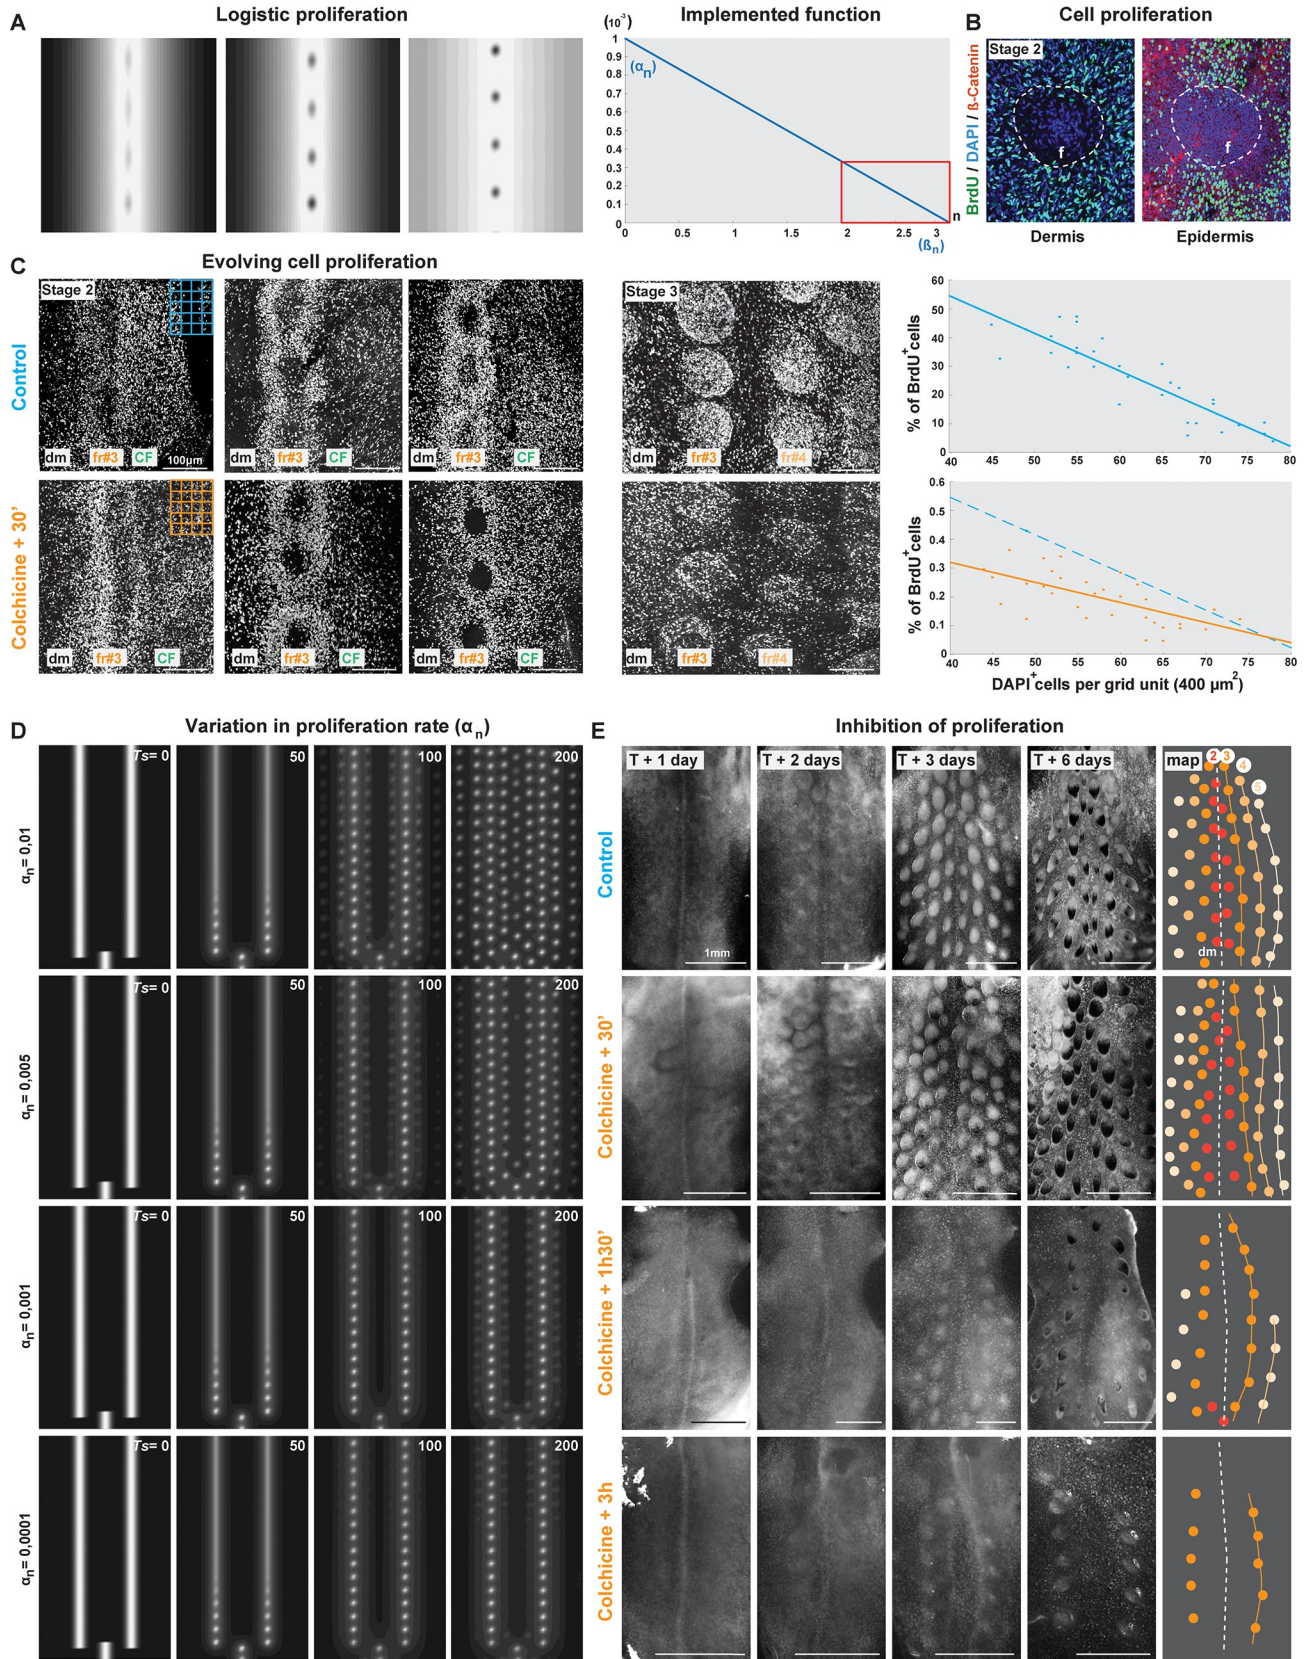 A
Logistic proliferation
Implemented function
(10⁻³)
1
0.9
0.8
0.7
0.6
0.5
0.4
0.3
0.2
0.1
0
(αn)
0 0.5 1 1.5 2 2.5 3
n
(ßn)
B
Cell proliferation
BrdU / DAPI / ß-Catenin
Stage 2
f
f
Dermis
Epidermis
C
Evolving cell proliferation
Control
Stage 2
dm fr#3 CF 100µm
dm fr#3 CF
dm fr#3 CF
Stage 3
dm fr#3 fr#4
% of BrdU⁺cells
60
50
40
30
20
10
0
40 45 50 55 60 65 70 75 80
Colchicine + 30’
dm fr#3 CF
dm fr#3 CF
dm fr#3 CF
dm fr#3 fr#4
% of BrdU⁺cells
0.6
0.5
0.4
0.3
0.2
0.1
0
40 45 50 55 60 65 70 75 80
DAPI⁺cells per grid unit (400 µm²)
D
Variation in proliferation rate (αn)
αn= 0,01
Ts= 0 50 100 200
αn= 0,005
Ts= 0 50 100 200
αn= 0,001
Ts= 0 50 100 200
αn= 0,0001
Ts= 0 50 100 200
E
Inhibition of proliferation
T + 1 day
T + 2 days
T + 3 days
T + 6 days
map
2 3 4 5
Control
1mm
dm
Colchicine + 30’
Colchicine + 1h30’
Colchicine + 3h